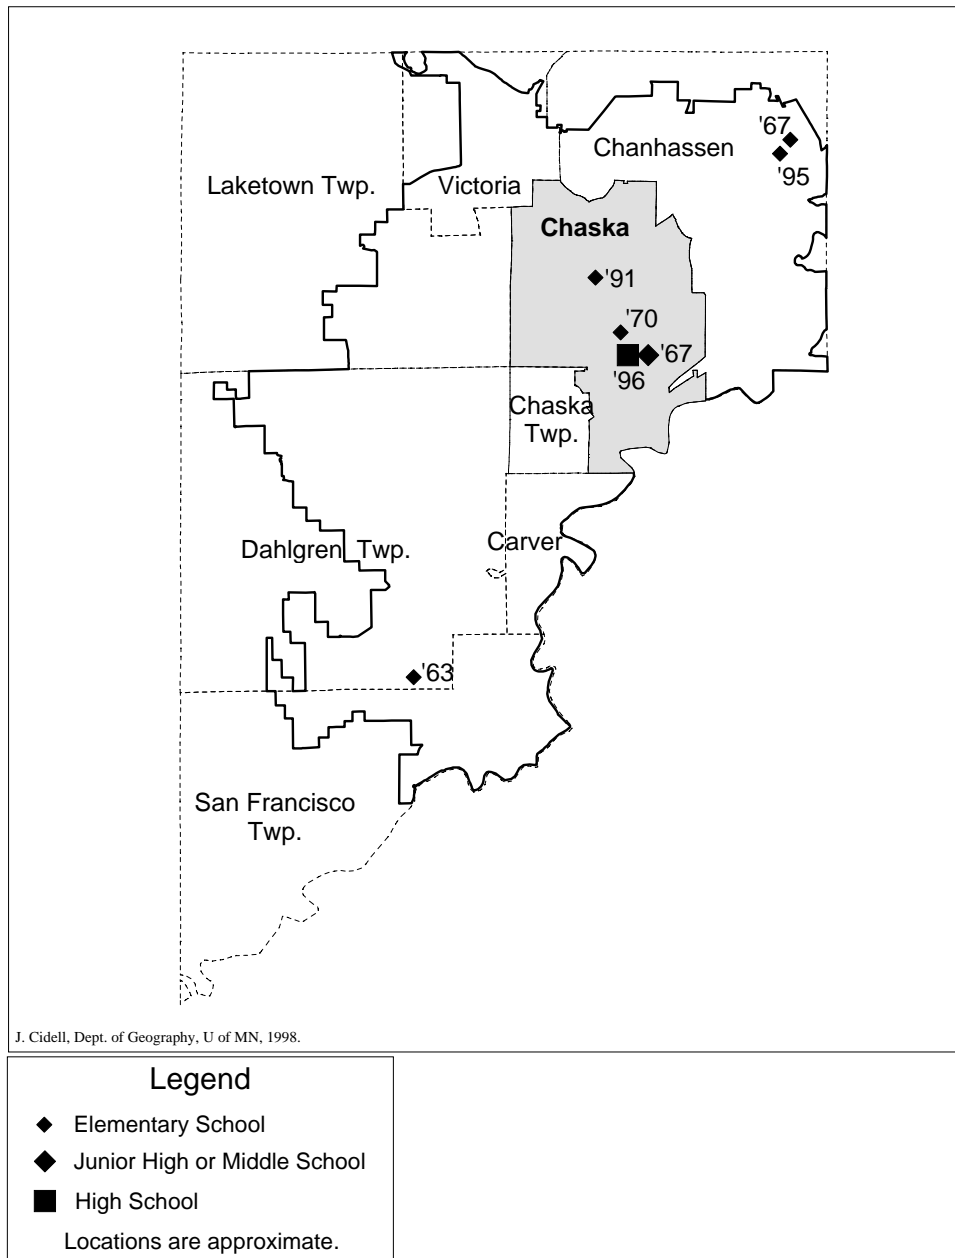 '67
Chanhassen
'95
Laketown Twp.
Victoria
Chaska
'91
'70
'67
'96
Chaska
Twp.
Dahlgren Twp.
Carver
'63
San Francisco
Twp.
J. Cidell, Dept. of Geography, U of MN, 1998.
Legend
Elementary School
Junior High or Middle School
High School
Locations are approximate.